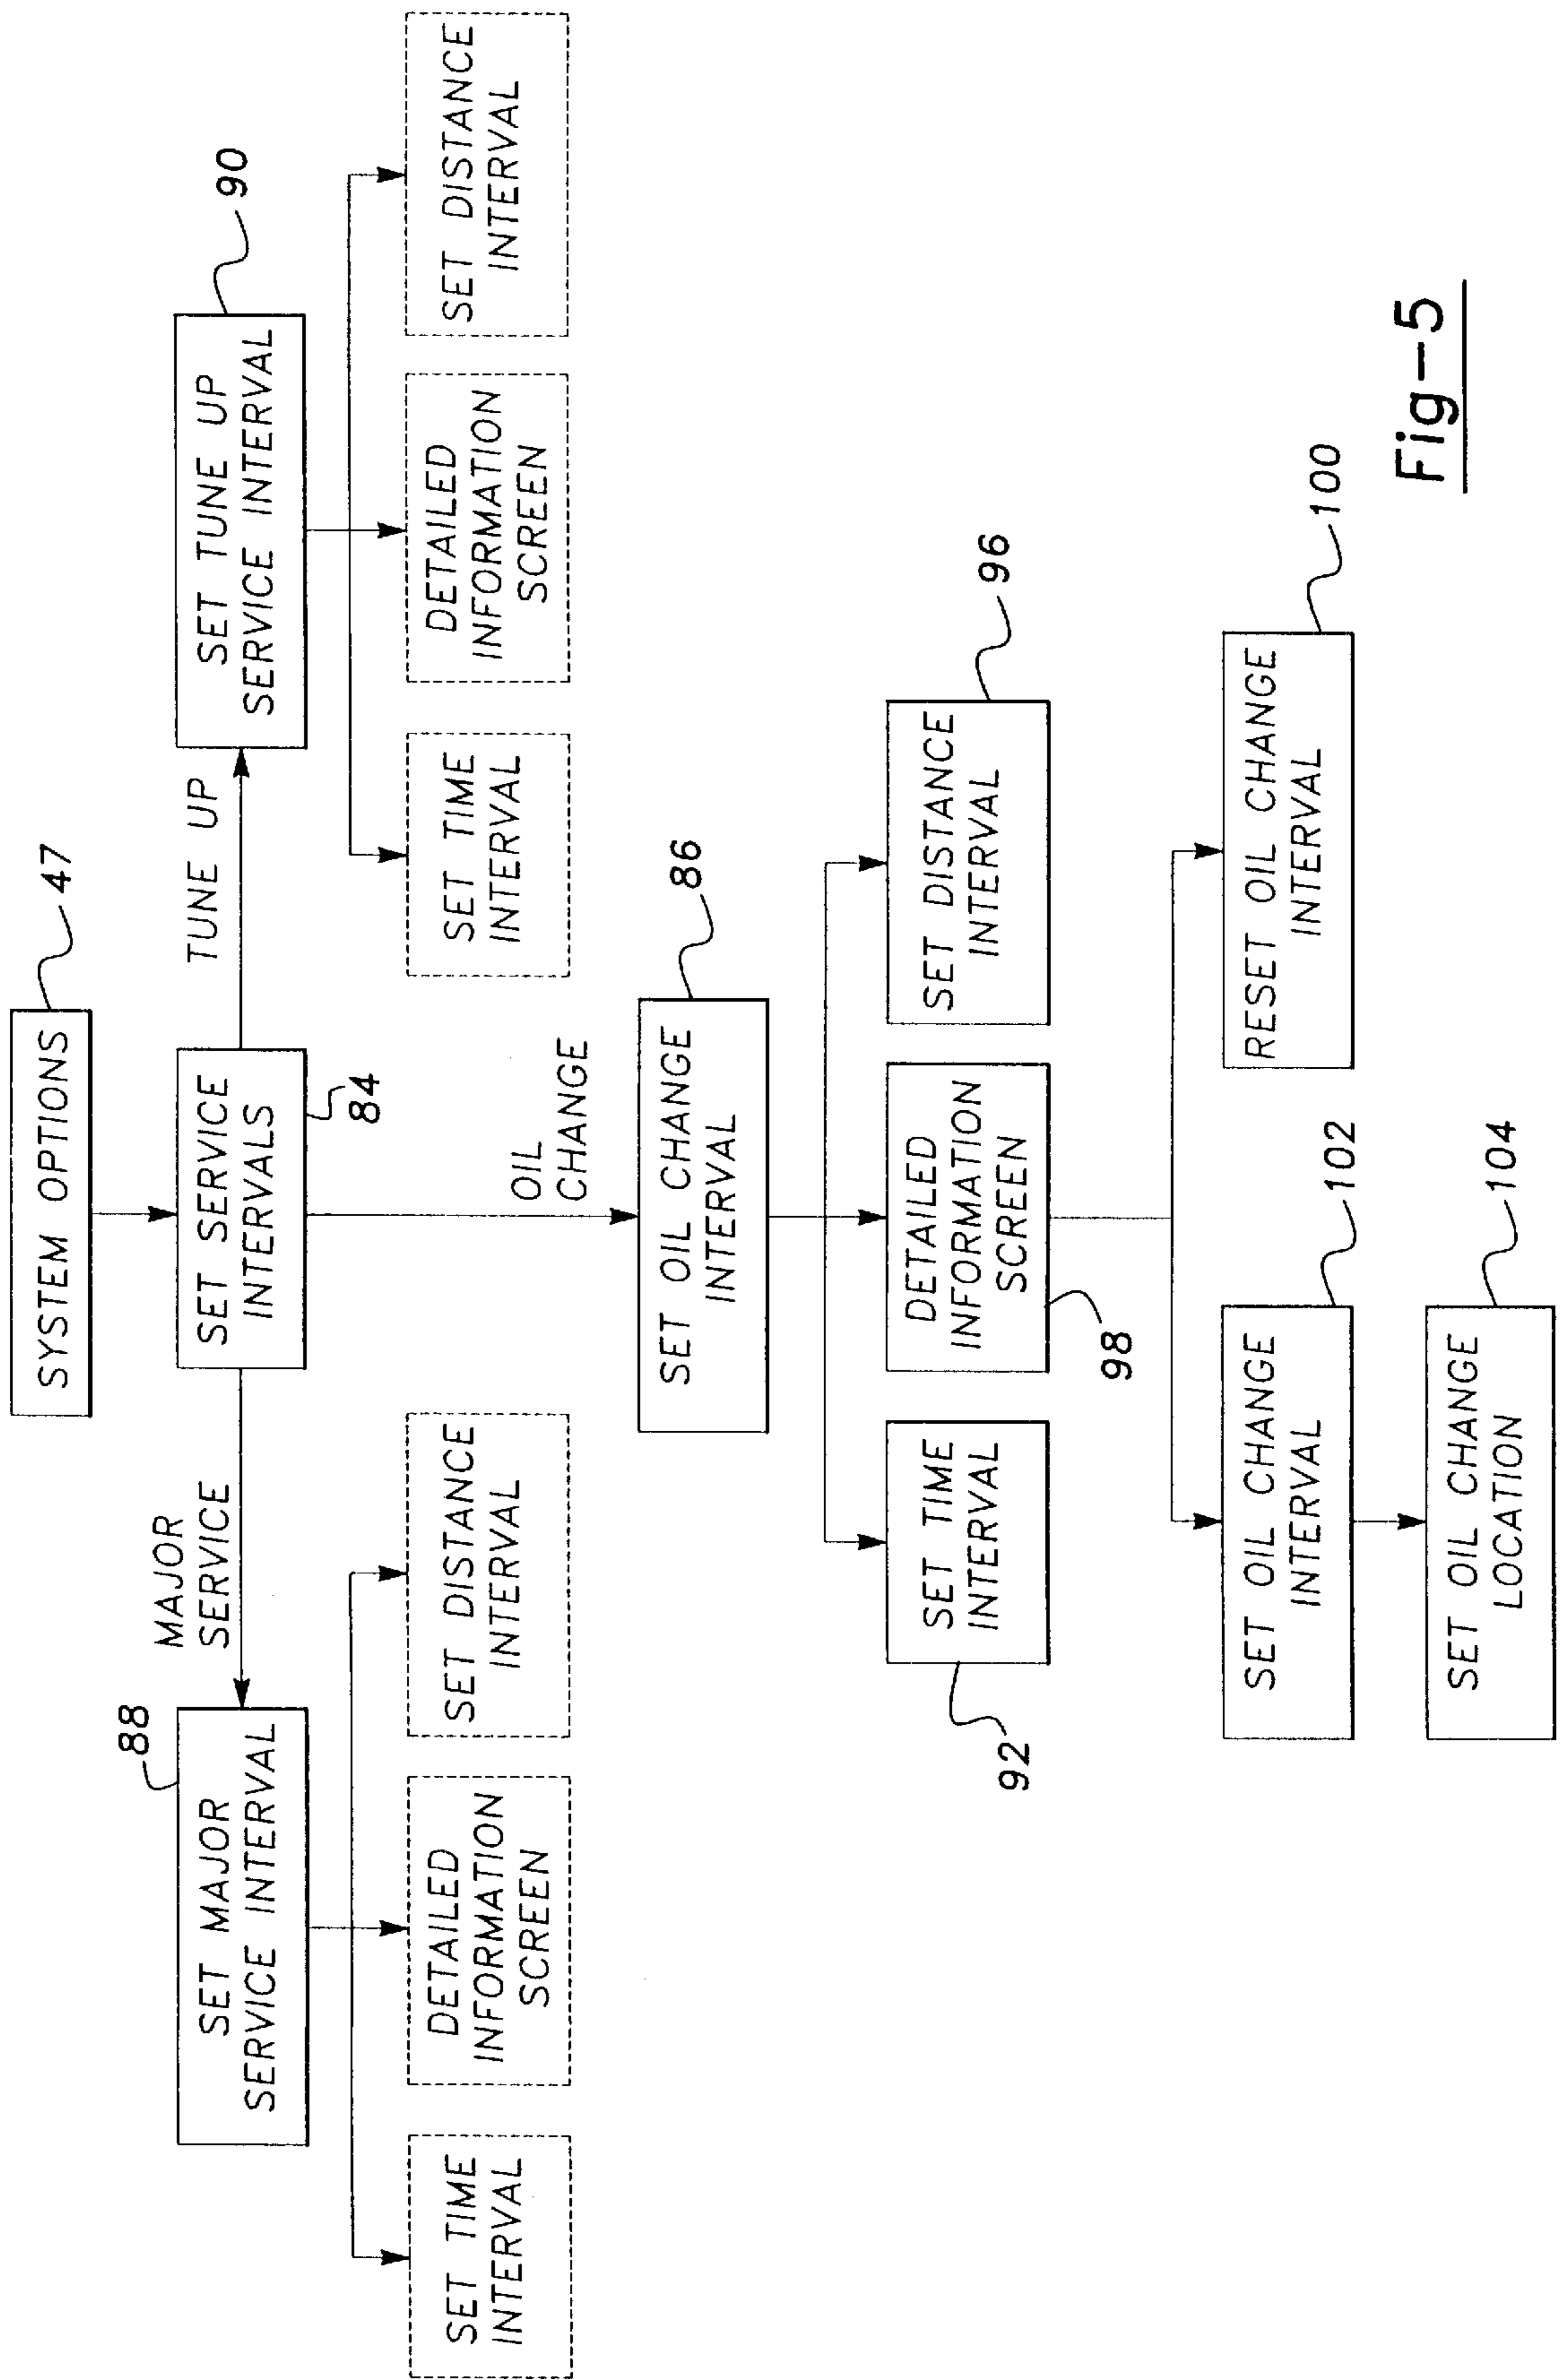 SYSTEM OPTIONS
47
SET SERVICE
INTERVALS
84
MAJOR
SERVICE
TUNE UP
OIL
CHANGE
88
SET MAJOR
SERVICE INTERVAL
SET TIME
INTERVAL
DETAILED
INFORMATION
SCREEN
SET DISTANCE
INTERVAL
SET TUNE UP
SERVICE INTERVAL
90
SET TIME
INTERVAL
DETAILED
INFORMATION
SCREEN
SET DISTANCE
INTERVAL
SET OIL CHANGE
INTERVAL
86
SET TIME
INTERVAL
92
DETAILED
INFORMATION
SCREEN
98
SET DISTANCE
INTERVAL
96
SET OIL CHANGE
INTERVAL
102
RESET OIL CHANGE
INTERVAL
100
SET OIL CHANGE
LOCATION
104
Fig-5